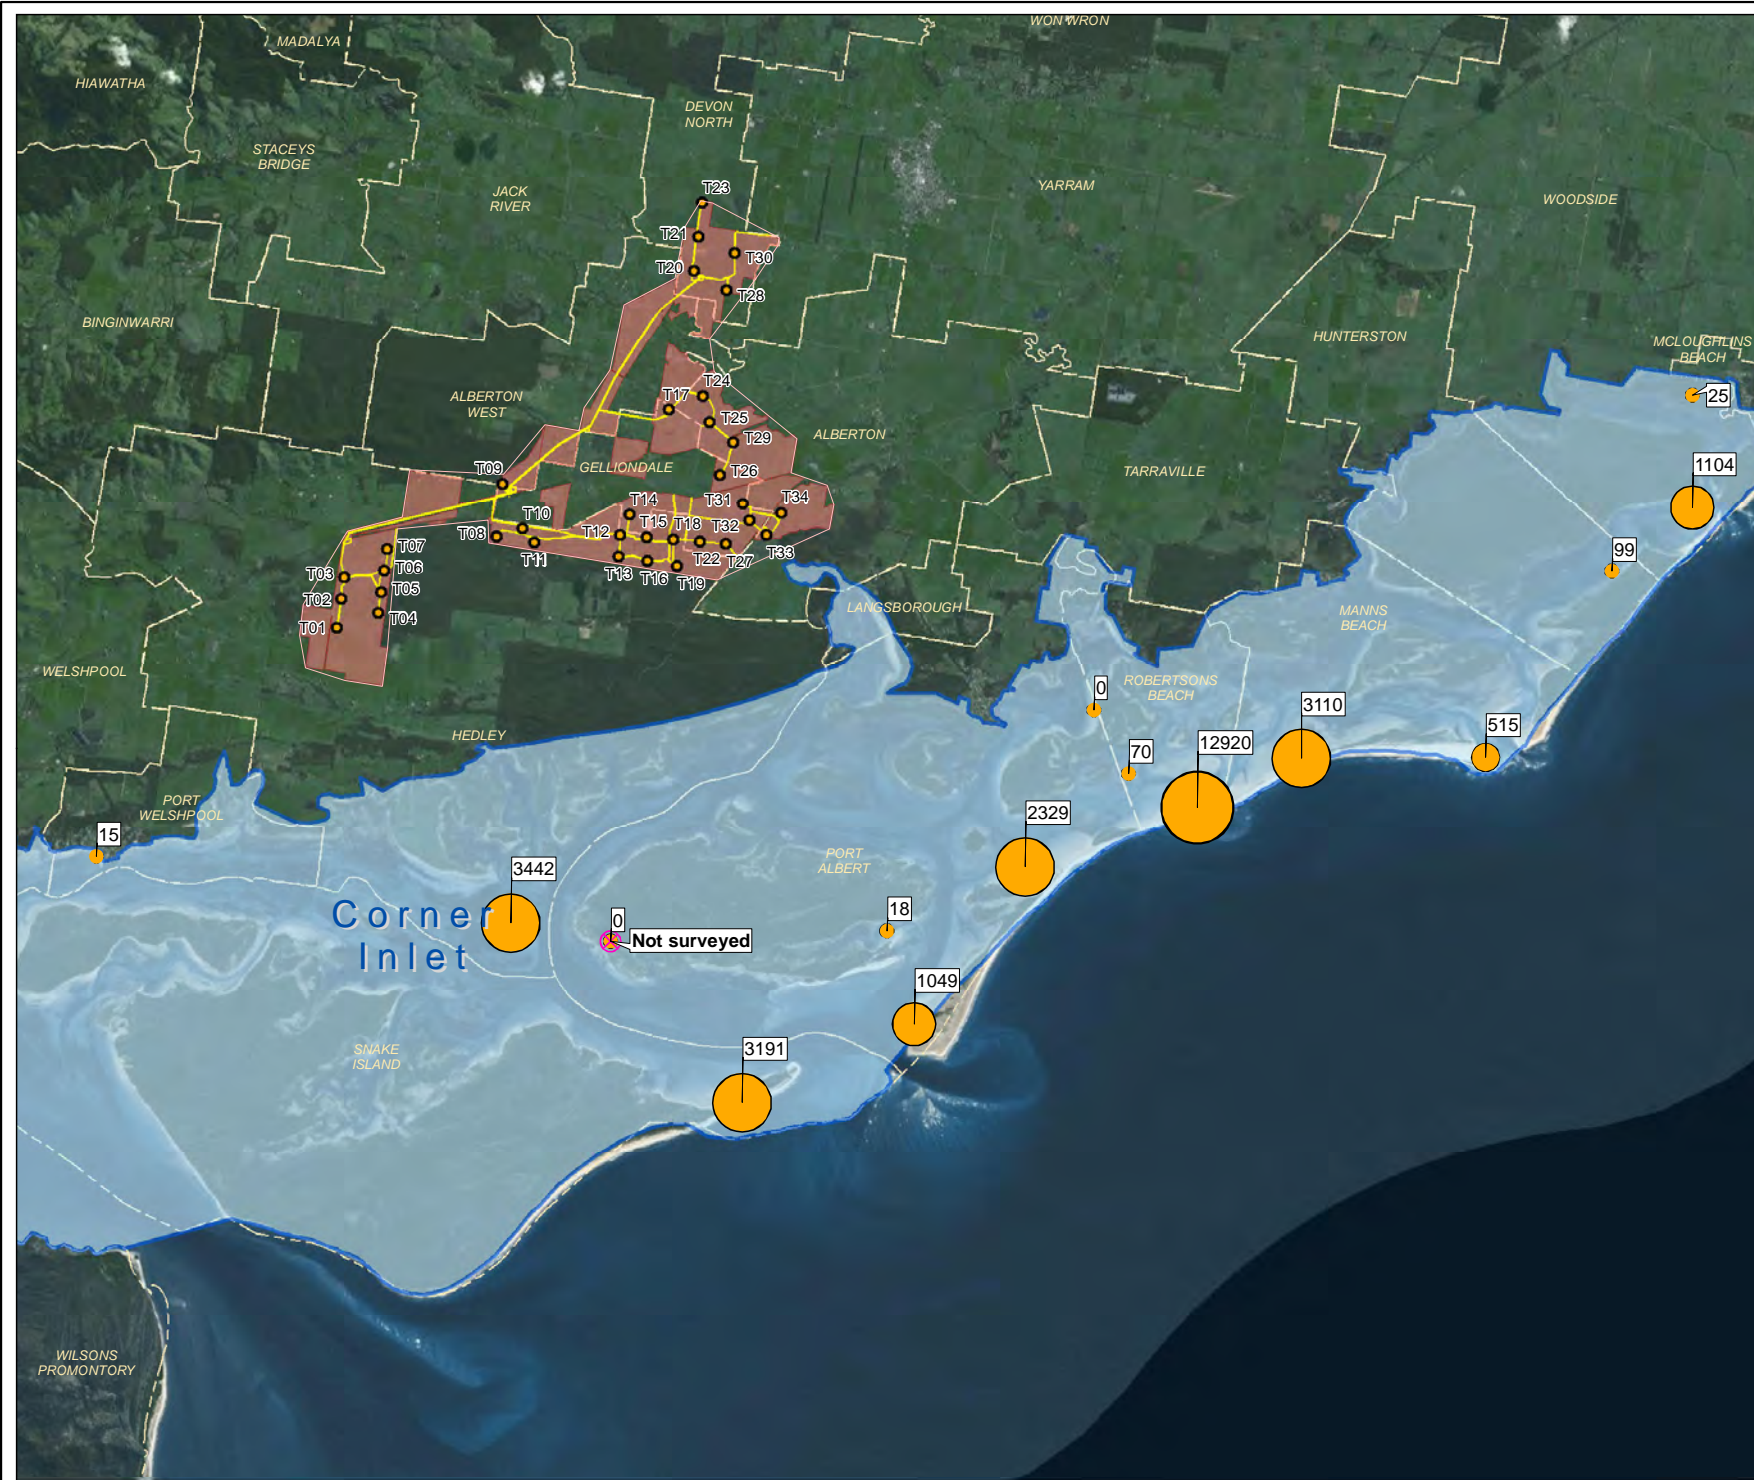 WON WRON
MADALYA
HIAWATHA
DEVON
NORTH
STACEYS
BRIDGE
JACK
RIVER
YARRAM
WOODSIDE
T23
T21
T30
T20
T28
BINGINWARRI
HUNTERSTON
MCLOUGHLINS
BEACH
25
ALBERTON
WEST
T24
T17
T25
T29
ALBERTON
GELLIONDALE
TARRAVILLE
T26
T09
1104
T14
T31
T34
T10
T15
T18
T32
T08
T12
T11
T22
T27
T33
T13
T16
T19
99
T07
T06
T03
T05
T02
T04
T01
LANGSBOROUGH
MANNS
BEACH
WELSHPOOL
ROBERTSONS
BEACH
0
3110
515
HEDLEY
12920
70
PORT
WELSHPOOL
15
2329
3442
PORT
ALBERT
Corner
Inlet
0
Not surveyed
18
1049
3191
SNAKE
ISLAND
WILSONS
PROMONTORY